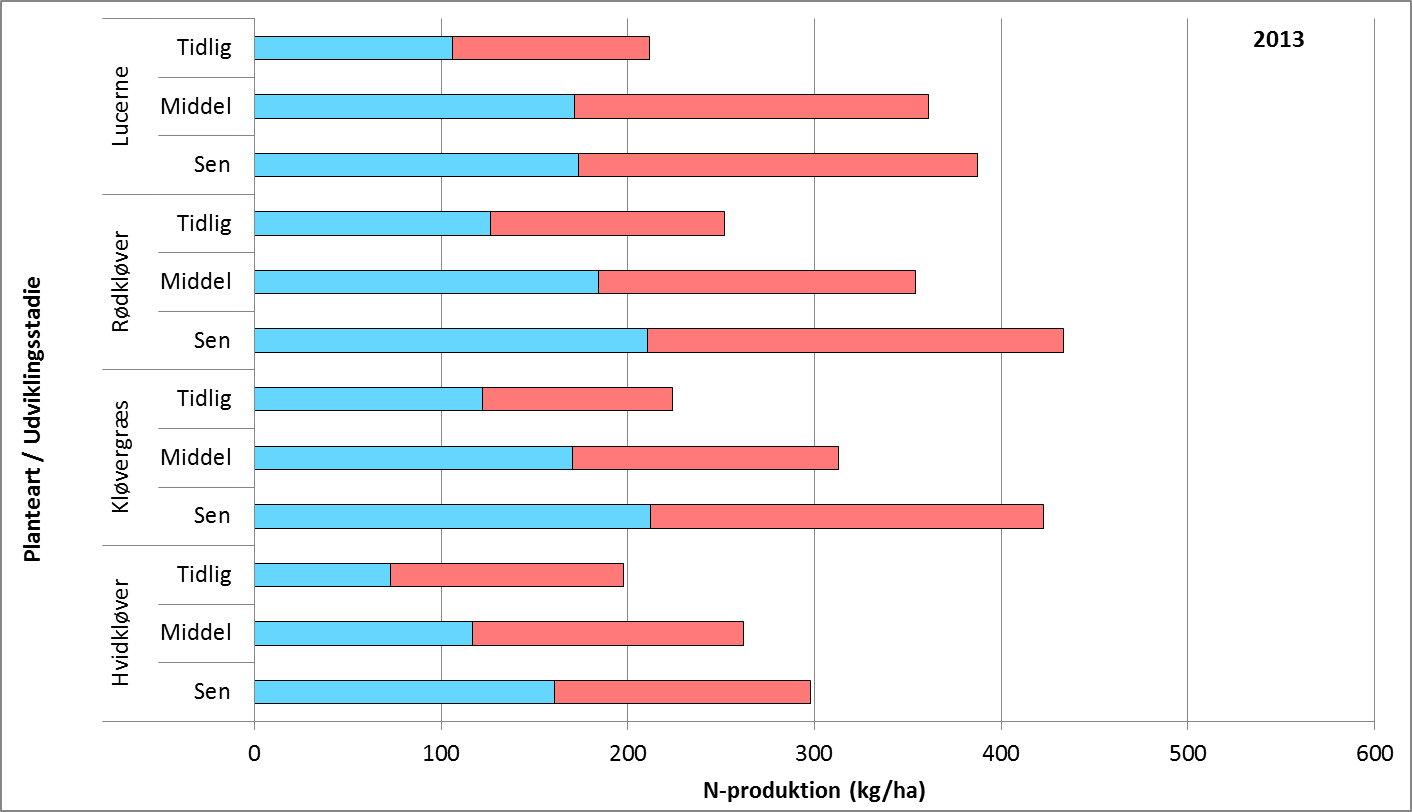 2013
Planteart / Udviklingsstadie
Lucerne
Tidlig
Middel
Sen
Rødkløver
Tidlig
Middel
Sen
Kløvergræs
Tidlig
Middel
Sen
Hvidkløver
Tidlig
Middel
Sen
0 100 200 300 400 500 600
N-produktion (kg/ha)